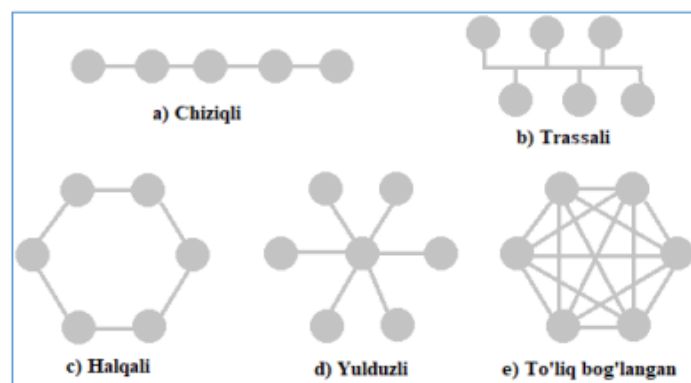 a) Chiziqli
b) Trassali
c) Halqali
d) Yulduzli
e) To'liq bog'langan